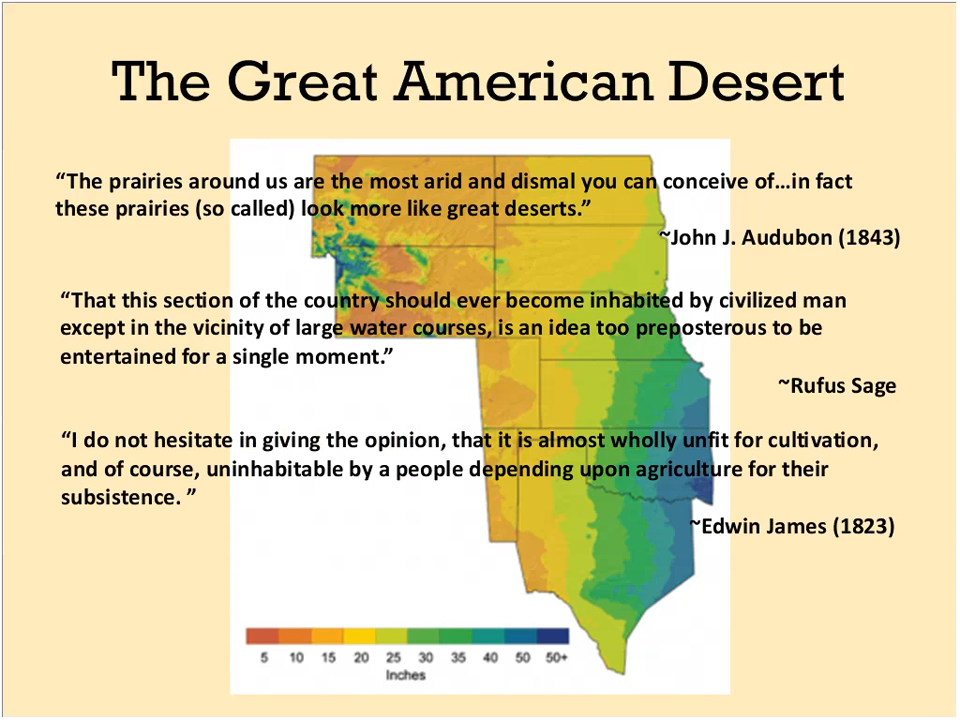 The Great American Desert
“The prairies around us are the most arid and dismal you can conceive of…in fact
these prairies (so called) look more like great deserts.”
~John J. Audubon (1843)
“That this section of the country should ever become inhabited by civilized man
except in the vicinity of large water courses, is an idea too preposterous to be
entertained for a single moment.”
~Rufus Sage
“I do not hesitate in giving the opinion, that it is almost wholly unfit for cultivation,
and of course, uninhabitable by a people depending upon agriculture for their
subsistence. ”
~Edwin James (1823)
5 10 15 20 25 30 35 40 50 50+
Inches